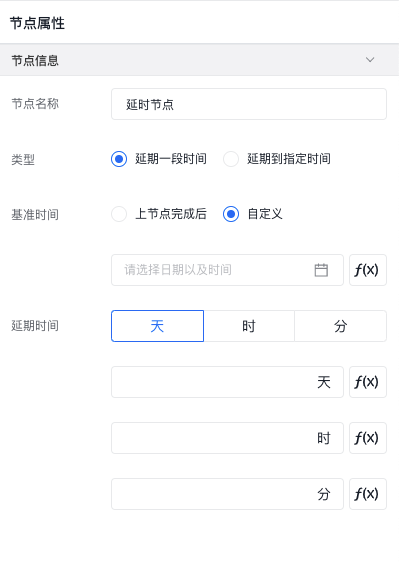 节点属性
节点信息
节点名称 延时节点
类型 延期一段时间 延期到指定时间
基准时间 上节点完成后 自定义
请选择日期以及时间 ƒ(x)
延期时间 天 时 分
天 ƒ(x)
时 ƒ(x)
分 ƒ(x)